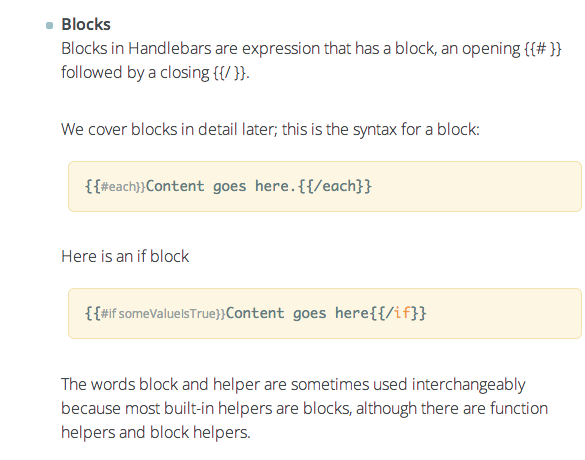 Blocks
Blocks in Handlebars are expression that has a block, an opening {{# }}
followed by a closing {{/ }}.
We cover blocks in detail later; this is the syntax for a block:
{{#each}}Content goes here.{{/each}}
Here is an if block
{{#if someValueIsTrue}}Content goes here{{/if}}
The words block and helper are sometimes used interchangeably
because most built-in helpers are blocks, although there are function
helpers and block helpers.